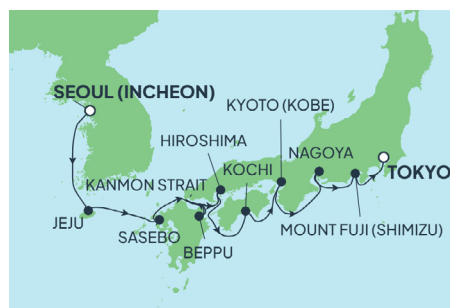 SEOUL (INCHEON)
KYOTO (KOBE)
HIROSHIMA
NAGOYA
KOCHI
TOKYO
KANMON STRAIT
JEJU
SASEBO
MOUNT FUJI (SHIMIZU)
BEPPU